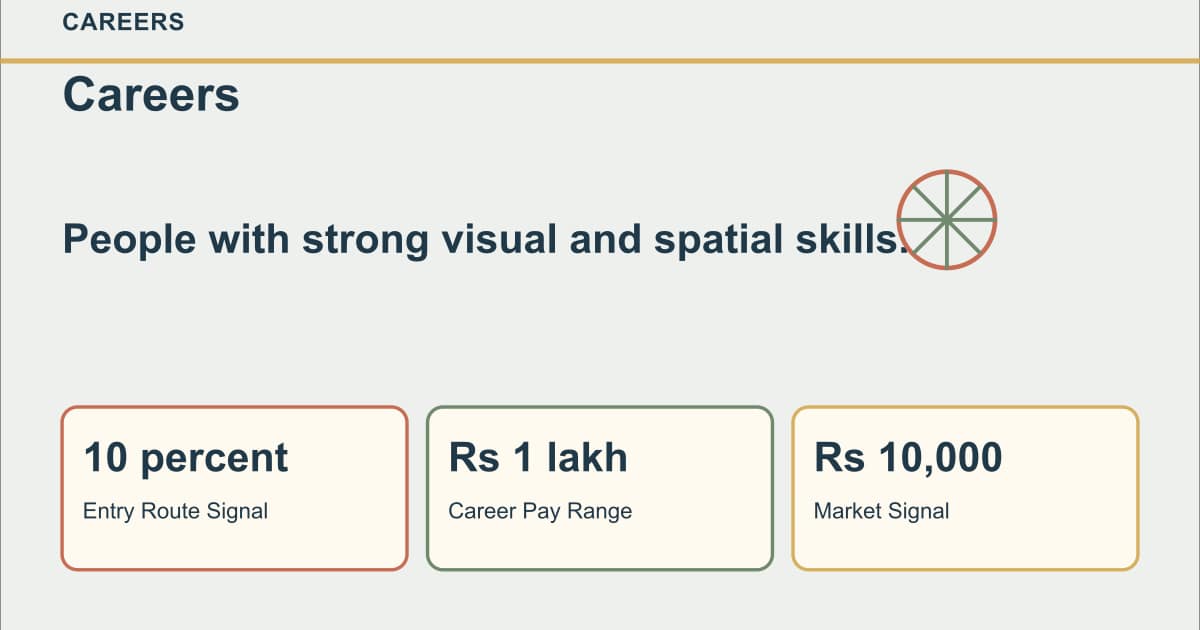 CAREERS
Careers
People with strong visual and spatial skills.
10 percent
Entry Route Signal
Rs 1 lakh
Career Pay Range
Rs 10,000
Market Signal